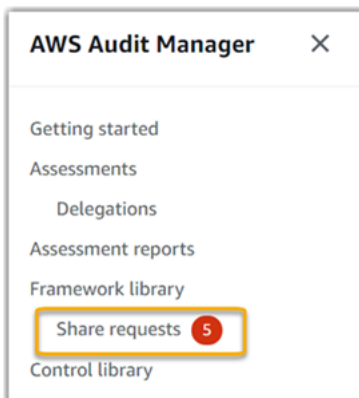 AWS Audit Manager
Getting started
Assessments
Delegations
Assessment reports
Framework library
Share requests 5
Control library